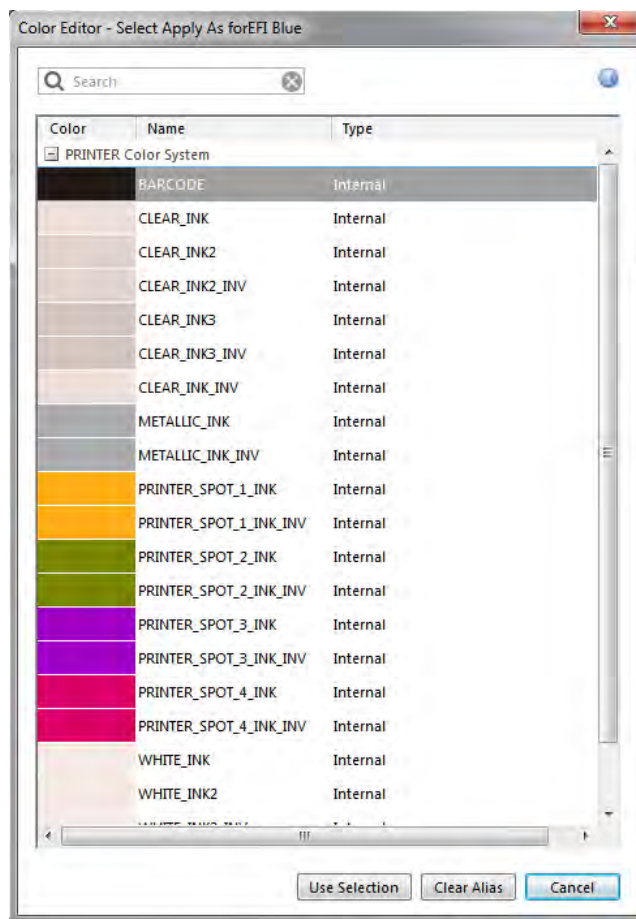 Color Editor - Select Apply As forEFI Blue
Search
Color Name Type
PRINTER Color System
BARCODE Internal
CLEAR_INK Internal
CLEAR_INK2 Internal
CLEAR_INK2_INV Internal
CLEAR_INK3 Internal
CLEAR_INK3_INV Internal
CLEAR_INK_INV Internal
METALLIC_INK Internal
METALLIC_INK_INV Internal
PRINTER_SPOT_1_INK Internal
PRINTER_SPOT_1_INK_INV Internal
PRINTER_SPOT_2_INK Internal
PRINTER_SPOT_2_INK_INV Internal
PRINTER_SPOT_3_INK Internal
PRINTER_SPOT_3_INK_INV Internal
PRINTER_SPOT_4_INK Internal
PRINTER_SPOT_4_INK_INV Internal
WHITE_INK Internal
WHITE_INK2 Internal
Use Selection Clear Alias Cancel